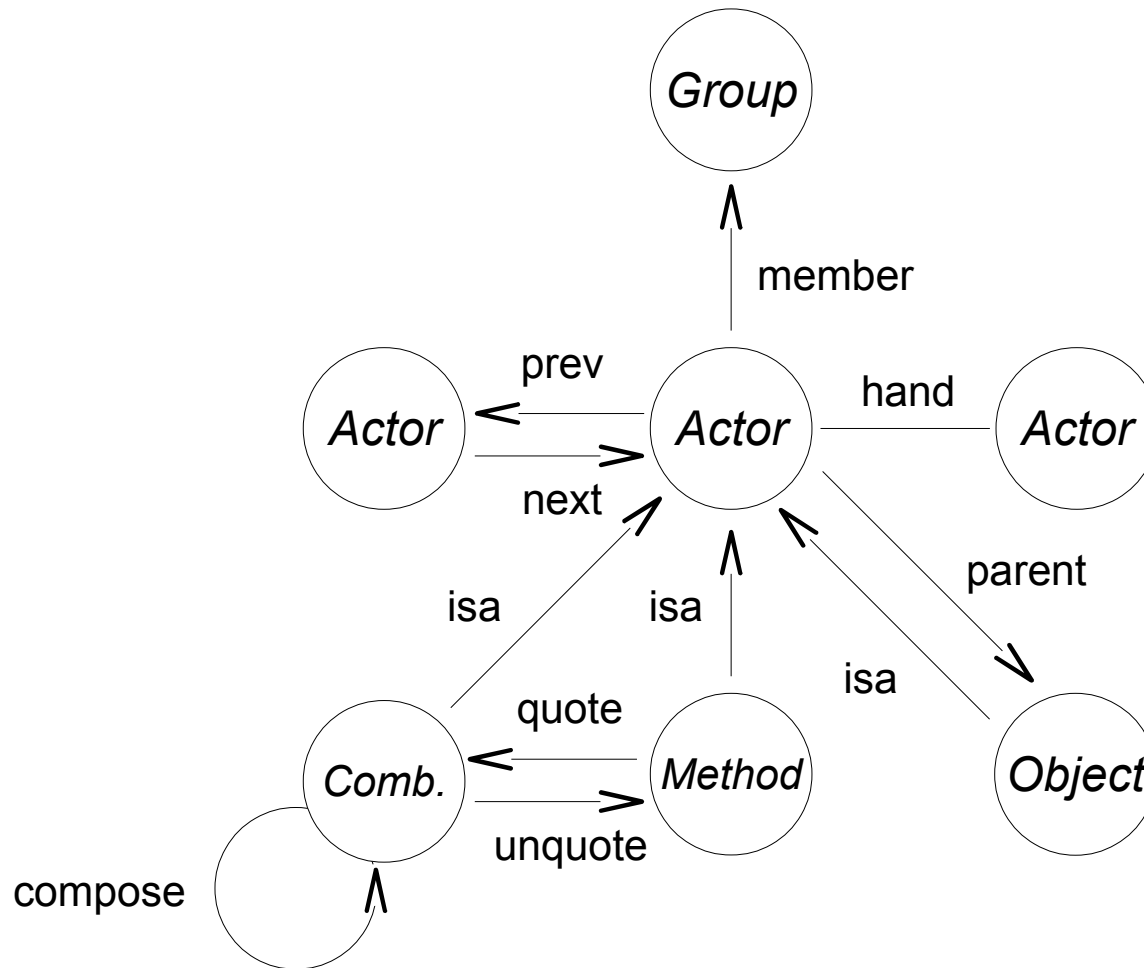 Group
member
prev
hand
Actor
Actor
Actor
next
parent
isa
isa
isa
quote
Comb.
Method
Object
unquote
compose